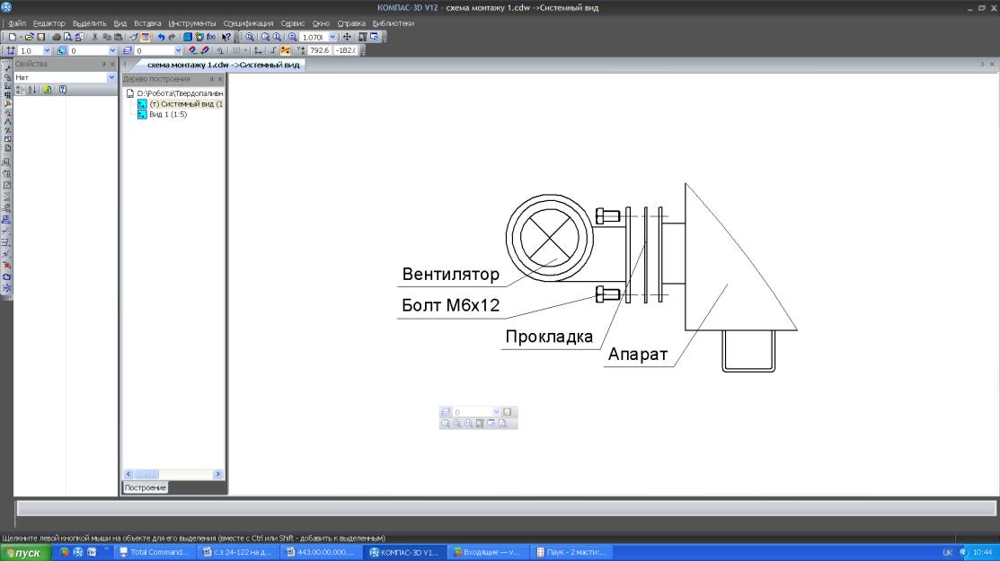 КОМПАС-3D V12 - схема монтажу 1.cdw ->Системный вид
Файл Редактор Выделить Вид Вставка Инструменты Спецификация Сервис Окно Справка Библиотеки
1.070
1.0 0 0 792.6 -182.
Свойства
схема монтажу 1.cdw ->Системный вид
Нет
Дерево построения
D:\Робота\Твердопаливн
(т) Системный вид (1
Вид 1 (1:5)
Вентилятор
Болт М6х12
Прокладка
Апарат
0
Построение
Щелкните левой кнопкой мыши на объекте для его выделения (вместе с Ctrl или Shift - добавить к выделенным)
пуск
Total Command...
с.з 24-122 на д...
443.00.00.000...
КОМПАС-3D V1...
Входящие — v...
Паук - 2 масти:...
UK
10:44